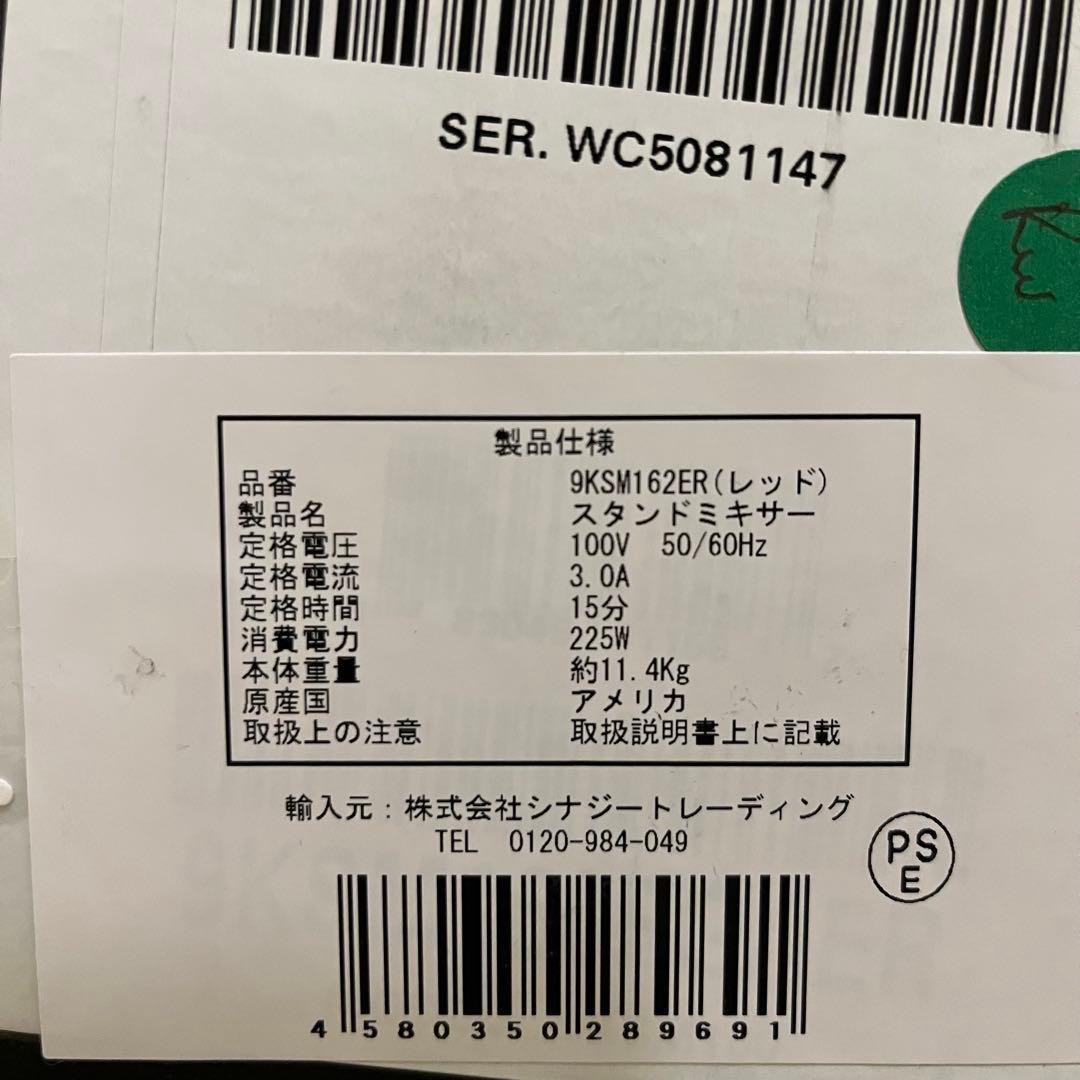 SER. WC5081147
製品仕様
品番 9KSM162ER(レッド)
製品名 スタンドミキサー
定格電圧 100V 50/60Hz
定格電流 3.0A
定格時間 15分
消費電力 225W
本体重量 約11.4Kg
原産国 アメリカ
取扱上の注意 取扱説明書上に記載
輸入元:株式会社シナジートレーディング
TEL 0120-984-049
PSE
4580350289691